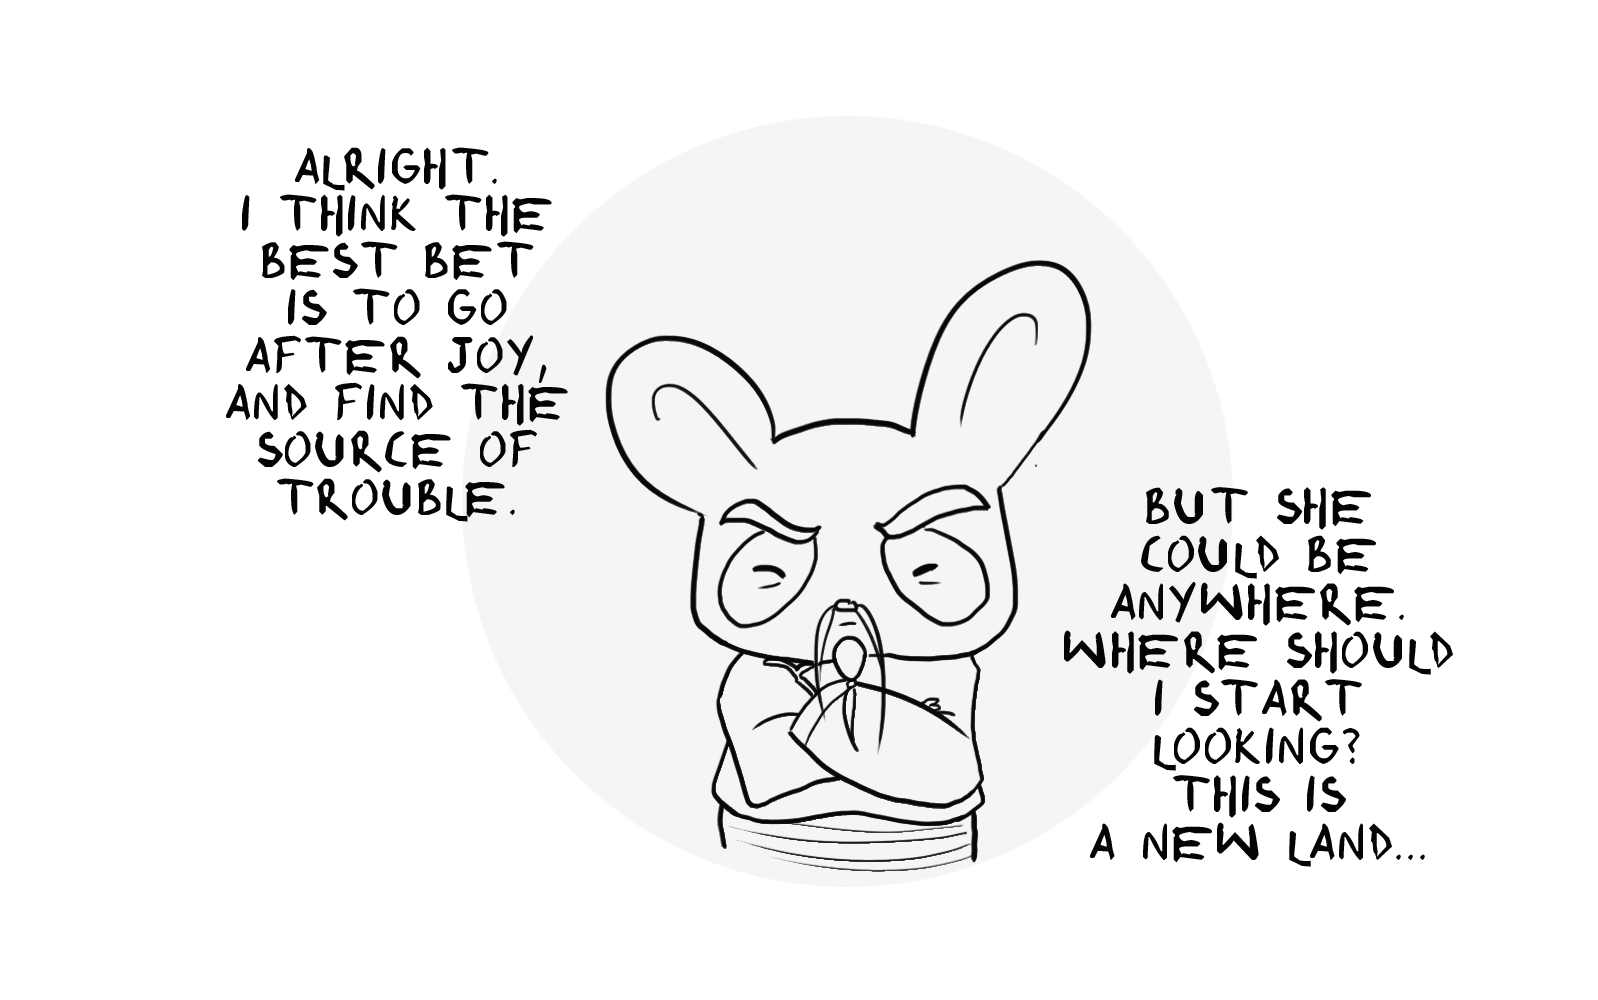 ALRIGHT.
I THINK THE
BEST BET
IS TO GO
AFTER JOY,
AND FIND THE
SOURCE OF
TROUBLE.
BUT SHE
COULD BE
ANYWHERE.
WHERE SHOULD
I START
LOOKING?
THIS IS
A NEW LAND...